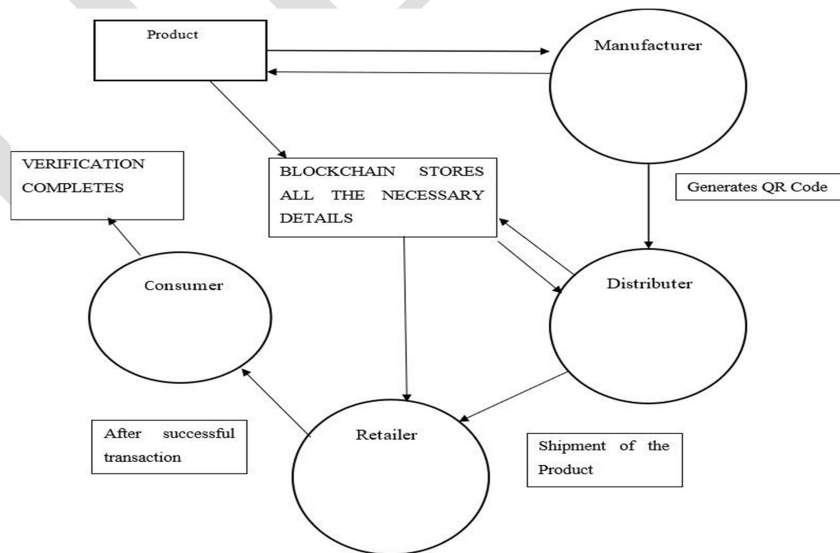 Product
Manufacturer
VERIFICATION
COMPLETES
BLOCKCHAIN STORES
ALL THE NECESSARY
DETAILS
Generates QR Code
Consumer
Distributer
After successful
transaction
Retailer
Shipment of the
Product